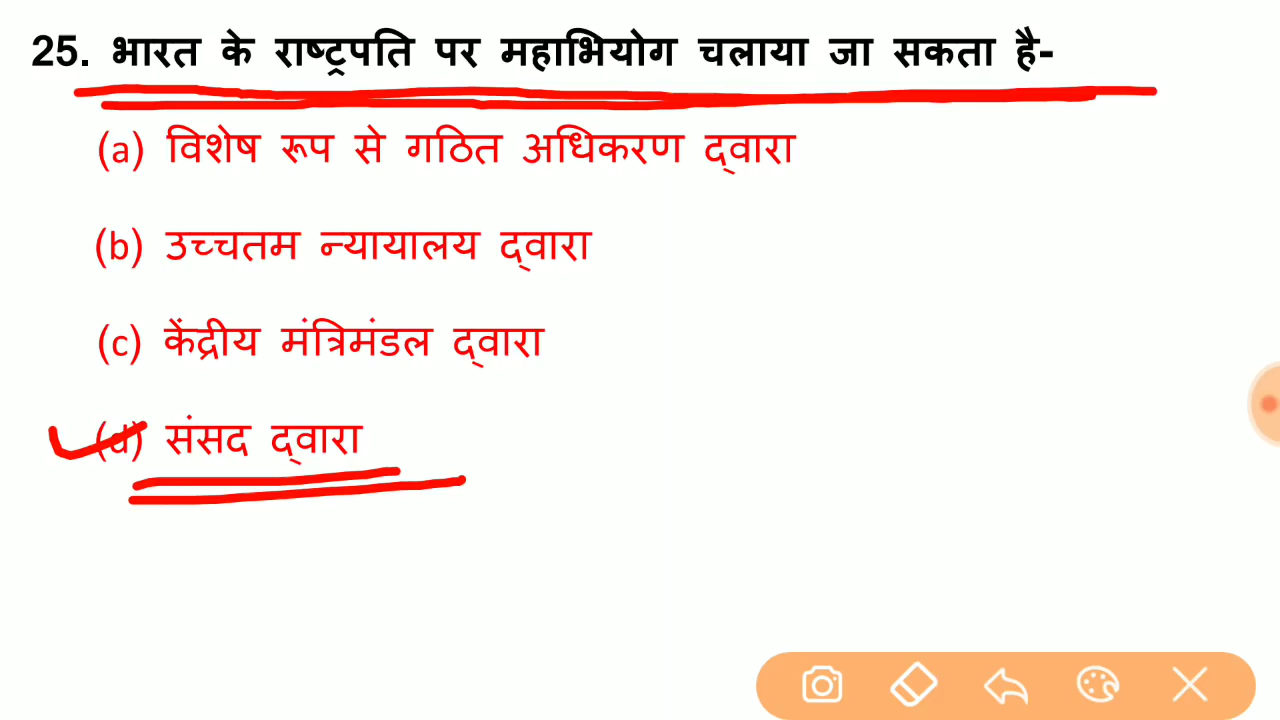 25. भारत के राष्ट्रपति पर महाभियोग चलाया जा सकता है-
(a) विशेष रूप से गठित अधिकरण द्वारा
(b) उच्चतम न्यायालय द्वारा
(c) केंद्रीय मंत्रिमंडल द्वारा
(d) संसद द्वारा